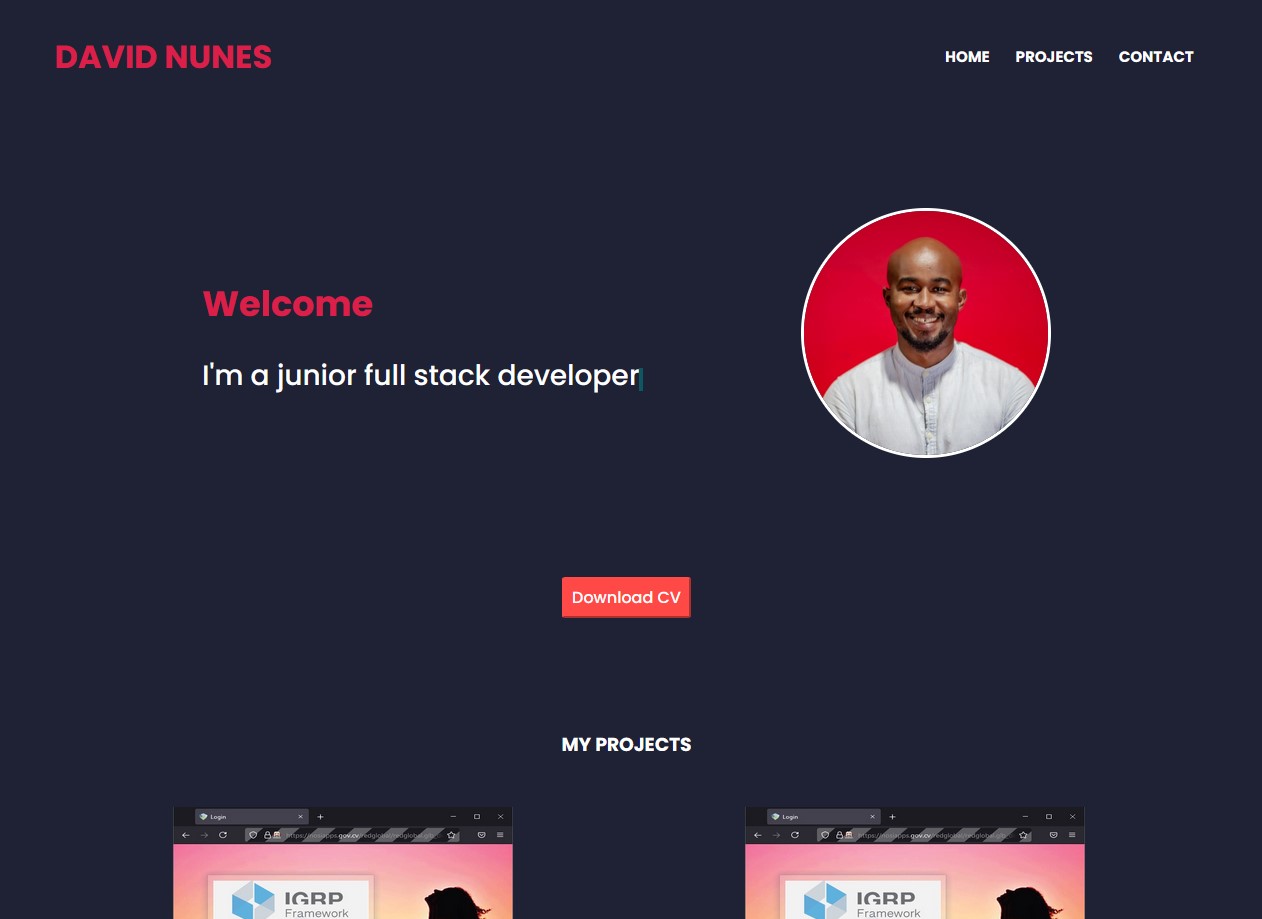 DAVID NUNES
HOME PROJECTS CONTACT
Welcome
I'm a junior full stack developer
Download CV
MY PROJECTS
Login
Login
IGRP
Framework
IGRP
Framework